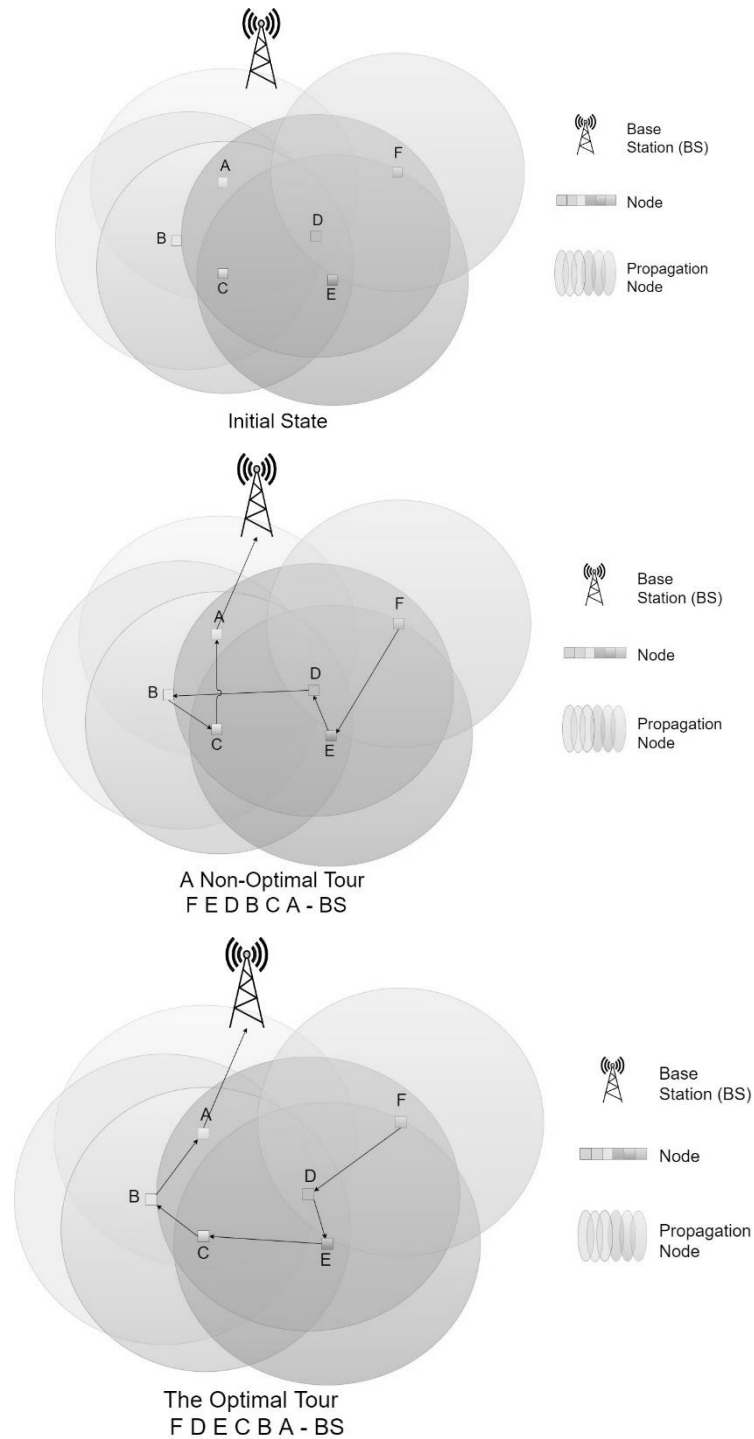 A
F
D
B
C
E
Base
Station (BS)
Node
Propagation
Node
Initial State
A
F
D
B
C
E
Base
Station (BS)
Node
Propagation
Node
A Non-Optimal Tour
F E D B C A - BS
A
F
D
B
C
E
Base
Station (BS)
Node
Propagation
Node
The Optimal Tour
F D E C B A - BS